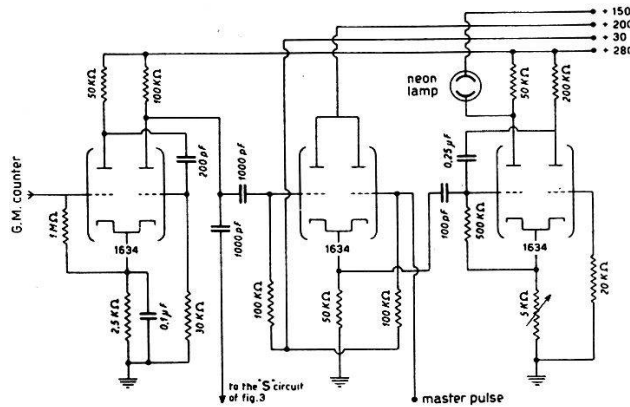 + 150
+ 200
+ 30
+ 280
50 KΩ
100 KΩ
neon
lamp
50 KΩ
200 KΩ
200 pF
1000 pF
0,25 µF
G.M. counter
1 MΩ
1634
1000 pF
1634
100 pF
500 KΩ
1634
2,5 KΩ
0,1 µF
30 KΩ
100 KΩ
50 KΩ
100 KΩ
5 KΩ
20 KΩ
to the "S" circuit
of fig. 3
master pulse